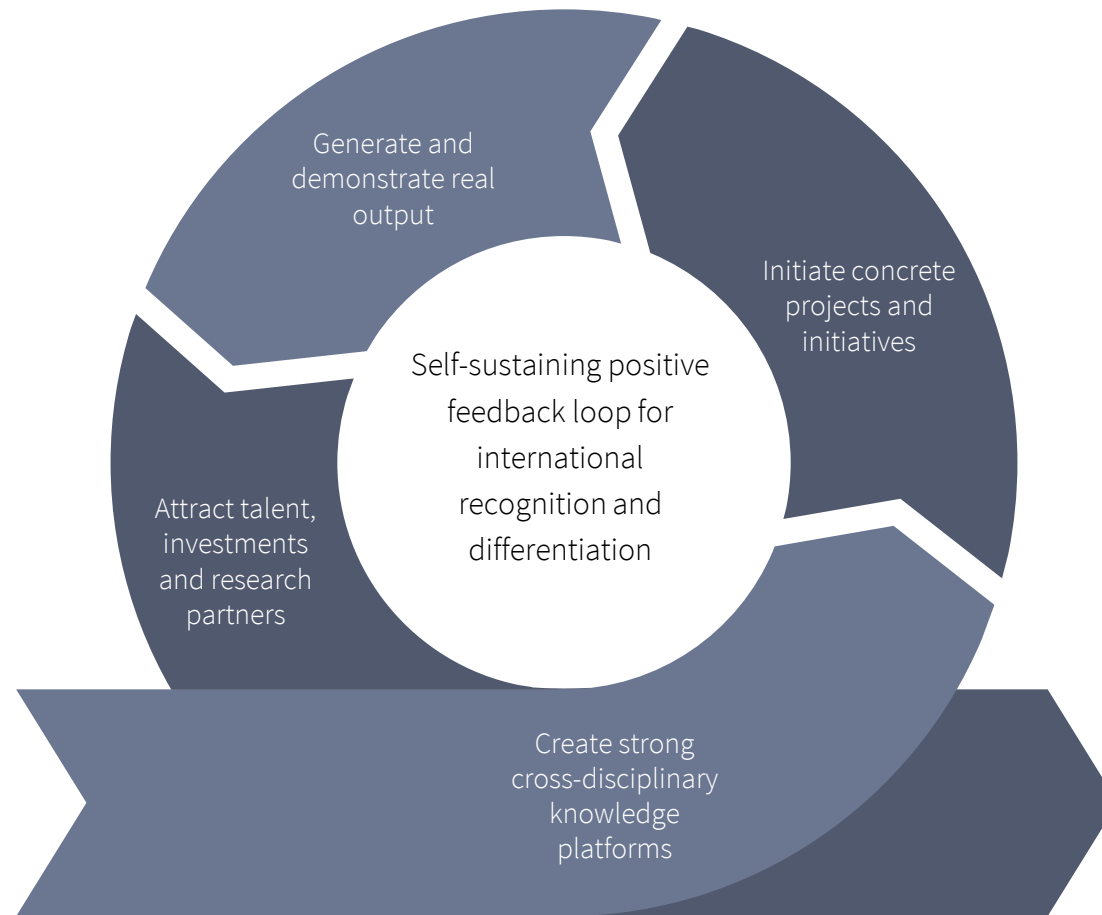 Generate and
demonstrate real
output
Initiate concrete
projects and
initiatives
Self-sustaining positive
feedback loop for
international
recognition and
differentiation
Attract talent,
investments
and research
partners
Create strong
cross-disciplinary
knowledge
platforms